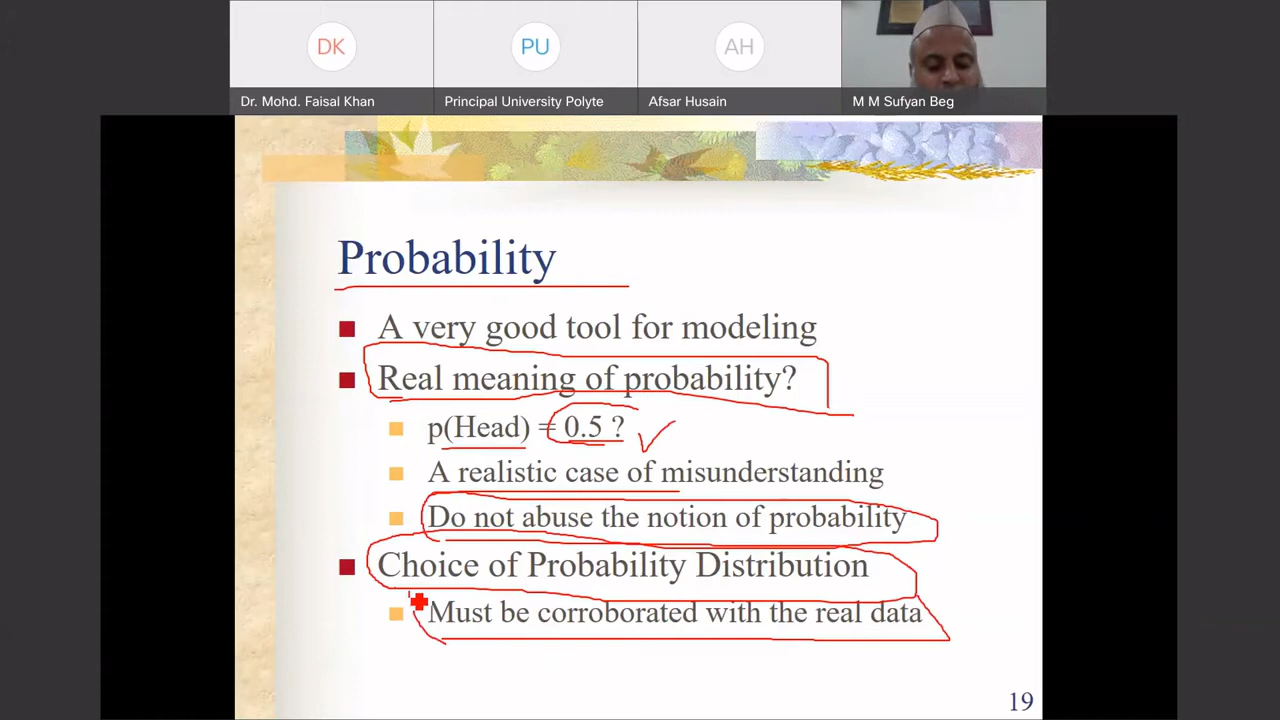 DK
PU
AH
Dr. Mohd. Faisal Khan
Principal University Polyte
Afsar Husain
M M Sufyan Beg
Probability
A very good tool for modeling
Real meaning of probability?
p(Head) = 0.5 ?
A realistic case of misunderstanding
Do not abuse the notion of probability
Choice of Probability Distribution
Must be corroborated with the real data
19